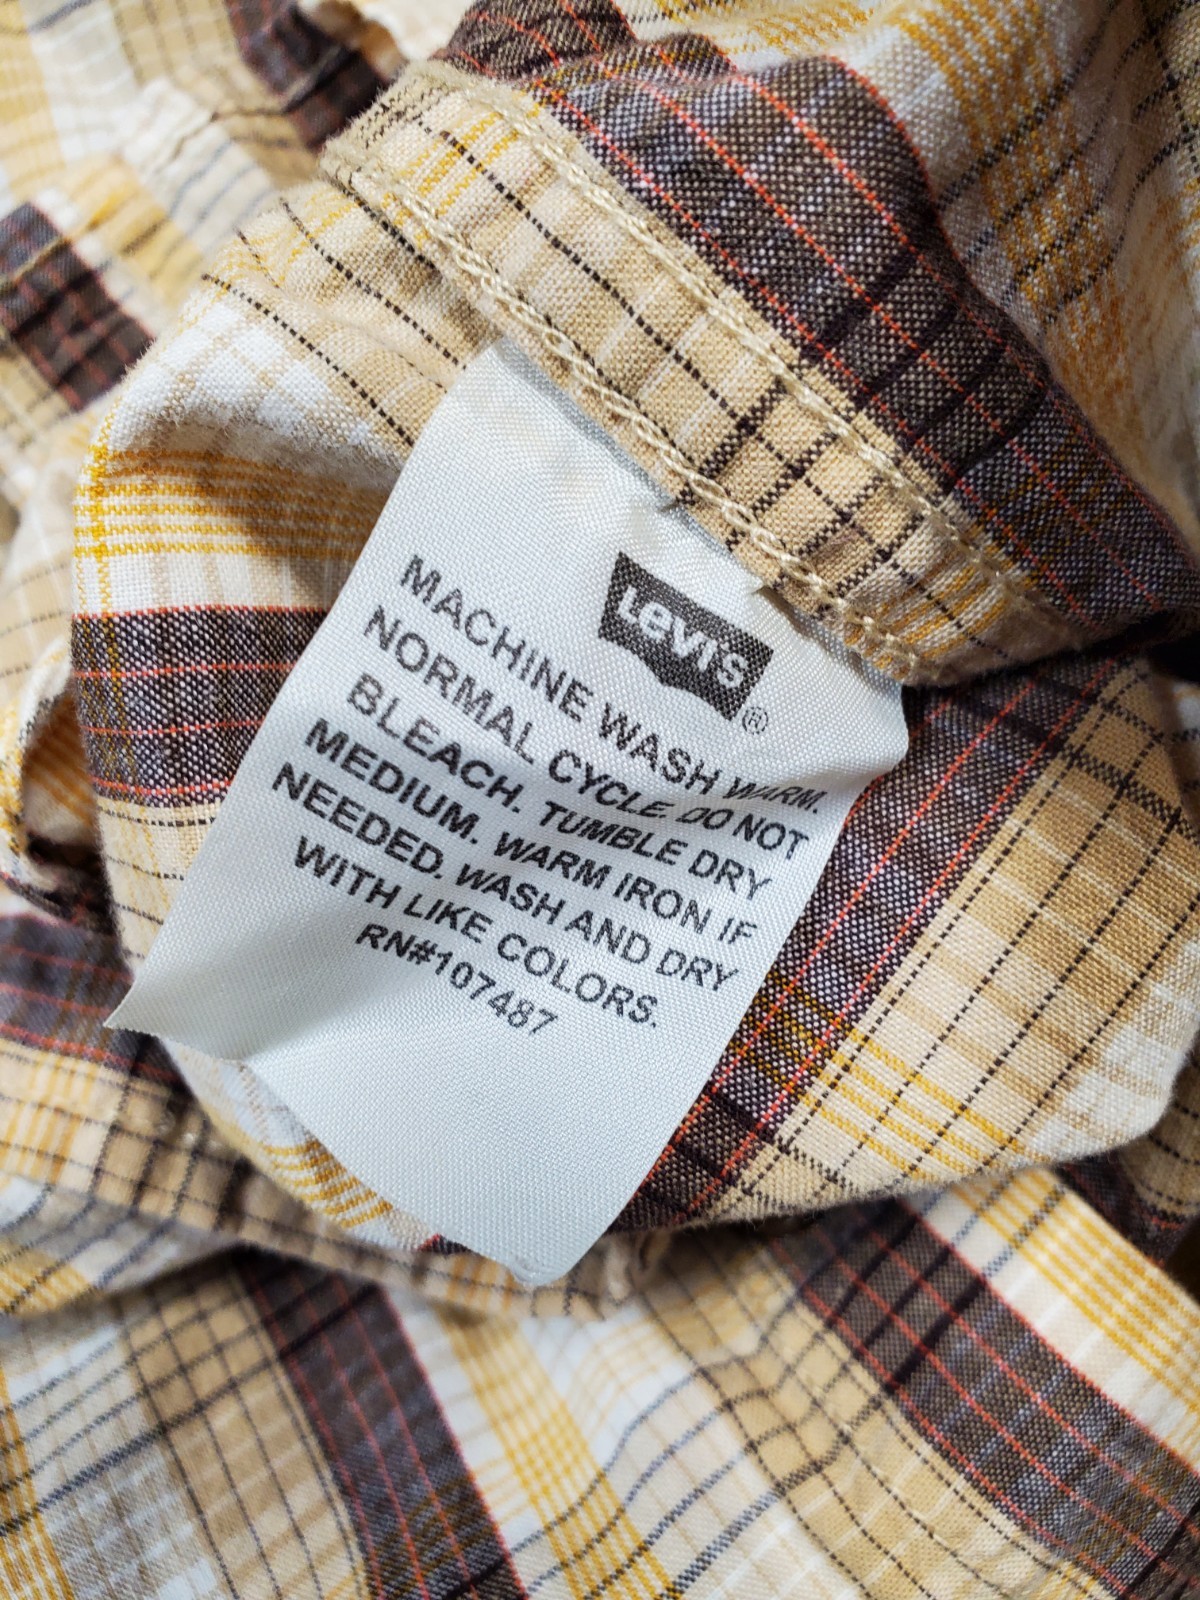 Levi's®
MACHINE WASH WARM.
NORMAL CYCLE. DO NOT
BLEACH. TUMBLE DRY
MEDIUM. WARM IRON IF
NEEDED. WASH AND DRY
WITH LIKE COLORS.
RN#107487